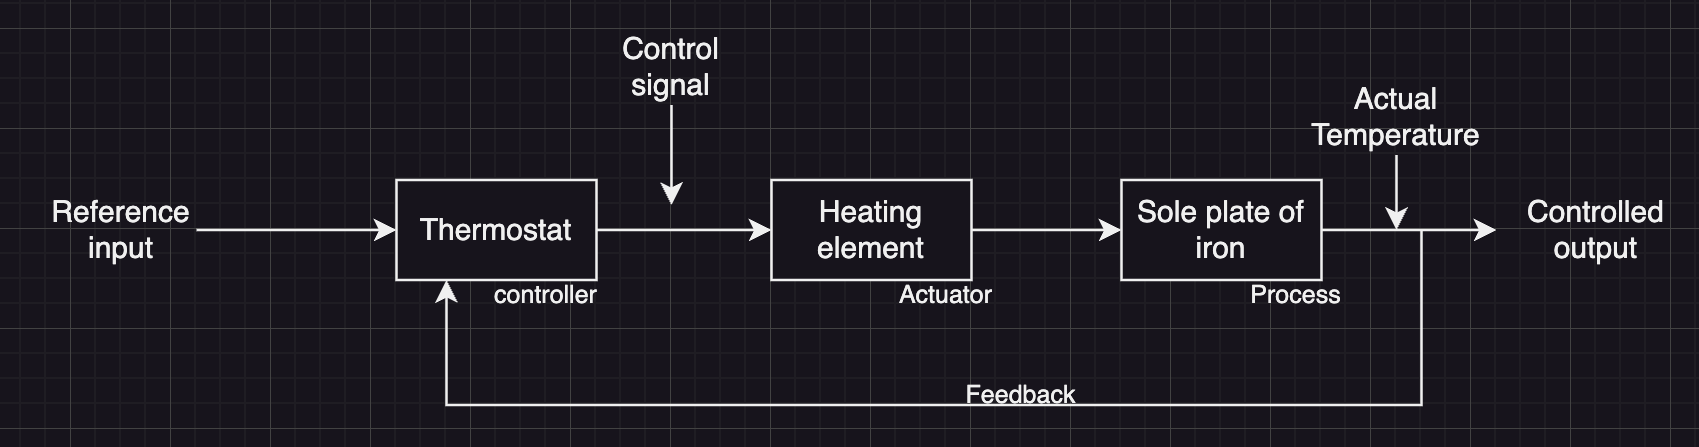 Control
signal
Actual
Temperature
Reference
input
Thermostat
controller
Heating
element
Actuator
Sole plate of
iron
Process
Controlled
output
Feedback